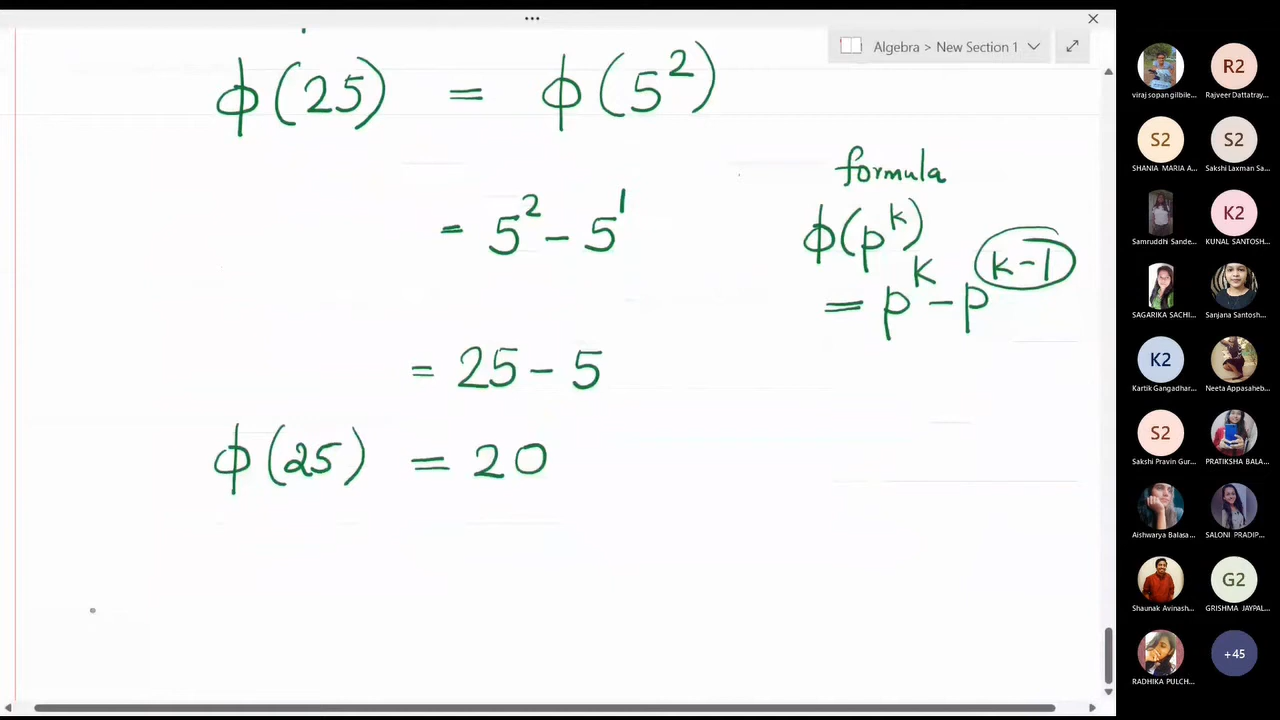 ...
Algebra > New Section 1
ϕ(25) = ϕ(5²)
formula
= 5² - 5¹
ϕ(p^k)
= p^k - p^(k-1)
= 25 - 5
ϕ(25) = 20
viraj sopan gilbile...
R2
Rajveer Dattatray...
S2
SHANIA MARIA A...
S2
Sakshi Laxman Sa...
Samruddhi Sande...
K2
KUNAL SANTOSH...
SAGARIKA SACHI...
Sanjana Santosh...
K2
Kartik Gangadhar...
Neeta Appasaheb...
S2
Sakshi Pravin Gur...
PRATIKSHA BALA...
Aishwarya Balasa...
SALONI PRADIP...
Shaunak Avinash...
G2
GRISHMA JAYPAL...
RADHIKA PULCH...
+45